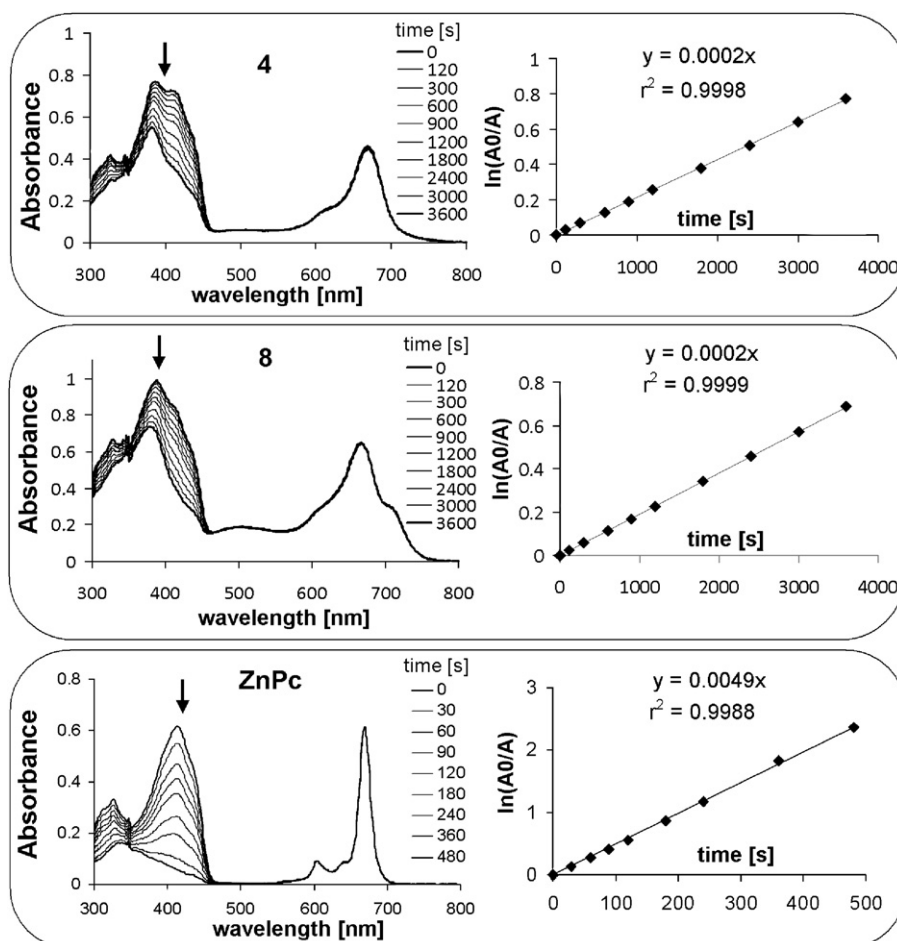 4
time [s]
0
120
300
600
900
1200
1800
2400
3000
3600
Absorbance
1
0.8
0.6
0.4
0.2
0
300 400 500 600 700 800
wavelength [nm]
y = 0.0002x
r² = 0.9998
ln(A0/A)
1
0.8
0.6
0.4
0.2
0
time [s]
0 1000 2000 3000 4000
8
time [s]
0
120
300
600
900
1200
1800
2400
3000
3600
Absorbance
1
0.8
0.6
0.4
0.2
0
300 400 500 600 700 800
wavelength [nm]
y = 0.0002x
r² = 0.9999
ln(A0/A)
0.8
0.6
0.4
0.2
0
time [s]
0 1000 2000 3000 4000
ZnPc
time [s]
0
30
60
90
120
180
240
360
480
Absorbance
0.8
0.6
0.4
0.2
0
300 400 500 600 700 800
wavelength [nm]
y = 0.0049x
r² = 0.9988
ln(A0/A)
3
2
1
0
time [s]
0 100 200 300 400 500